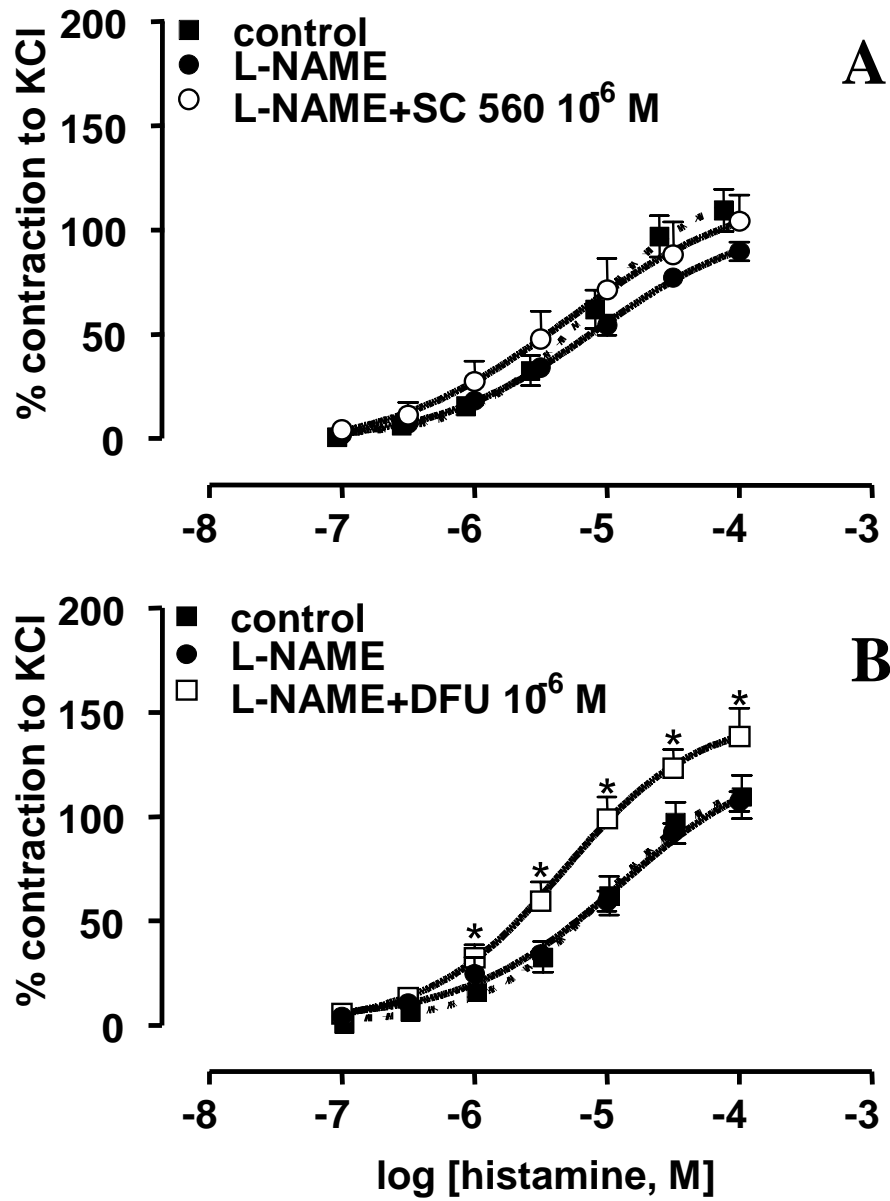 200
control
A
L-NAME
L-NAME+SC 560 10-6 M
150
100
50
0
% contraction to KCl
-8 -7 -6 -5 -4 -3
200
control
B
L-NAME
L-NAME+DFU 10-6 M
150
* * * * *
100
50
0
% contraction to KCl
-8 -7 -6 -5 -4 -3
log [histamine, M]